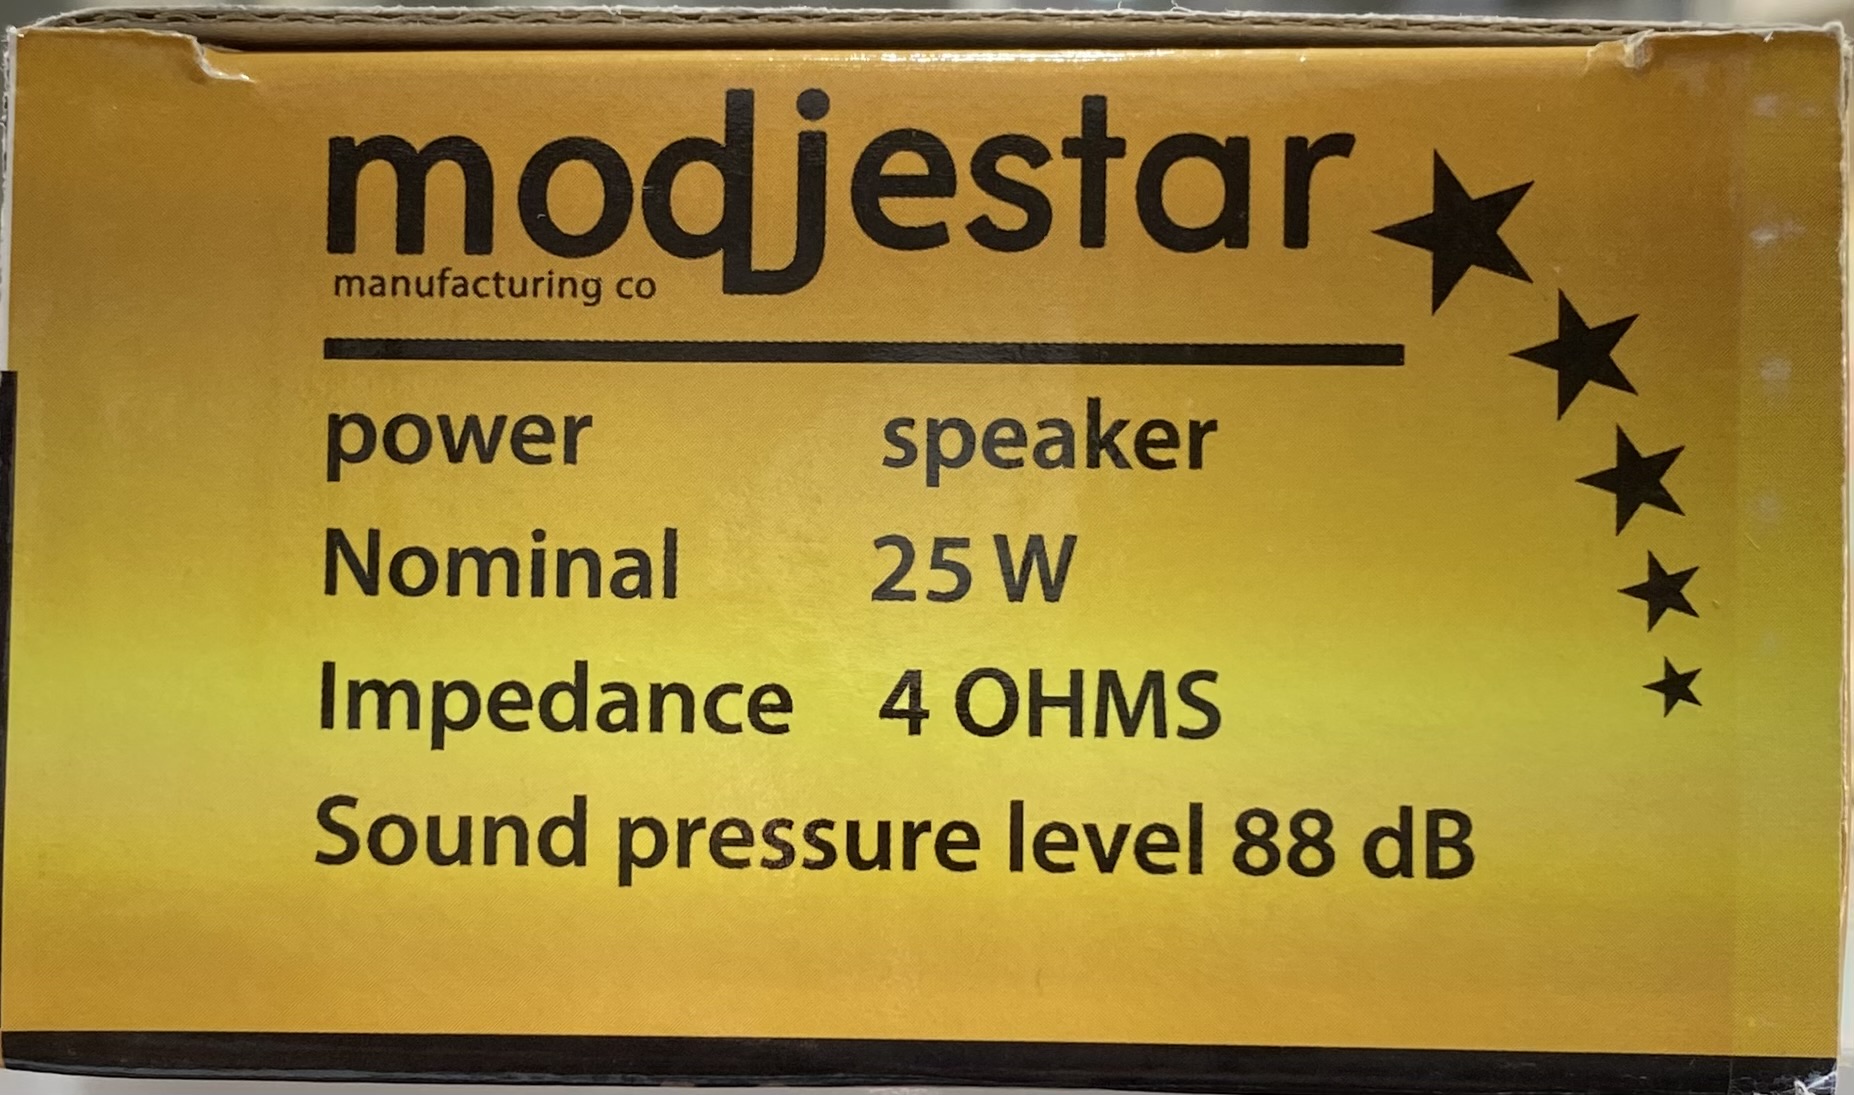 modjestar
manufacturing co
power speaker
Nominal 25 W
Impedance 4 OHMS
Sound pressure level 88 dB